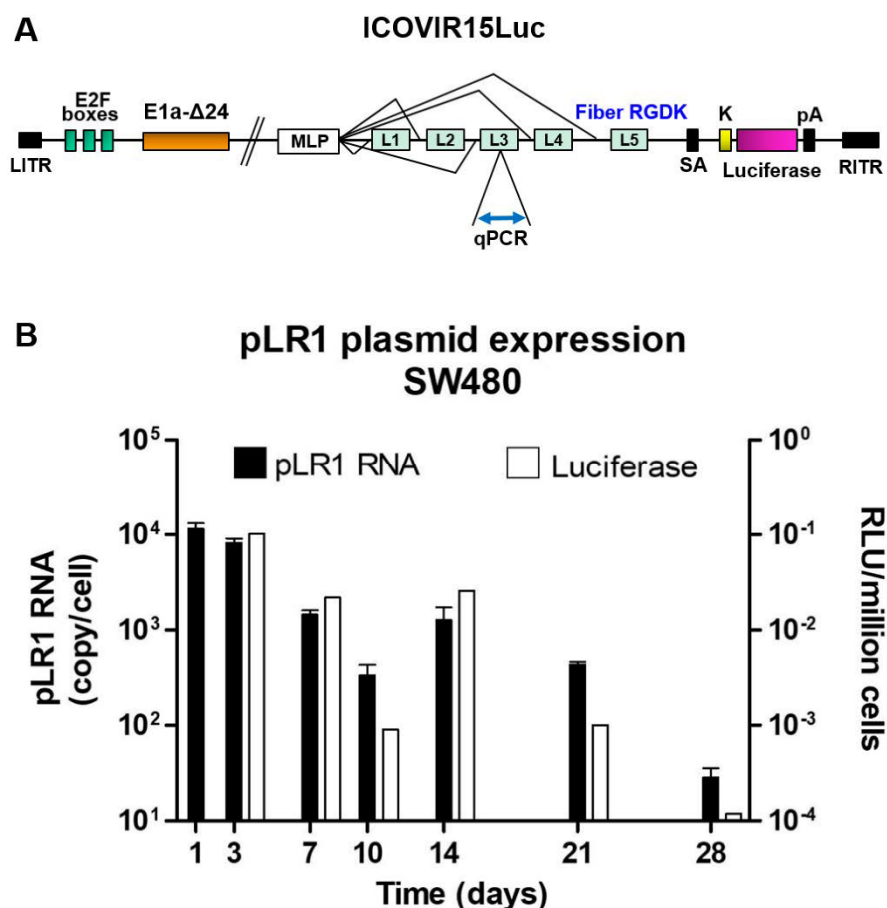 A
ICOVIR15Luc
E2F
boxes
E1a-Δ24
Fiber RGDK
K
pA
MLP
L1
L2
L3
L4
L5
LITR
SA
Luciferase
RITR
qPCR
B
pLR1 plasmid expression
SW480
pLR1 RNA
Luciferase
10⁵
10⁴
10³
10²
10¹
pLR1 RNA
(copy/cell)
10⁰
10⁻¹
10⁻²
10⁻³
10⁻⁴
RLU/million cells
1
3
7
10
14
21
28
Time (days)